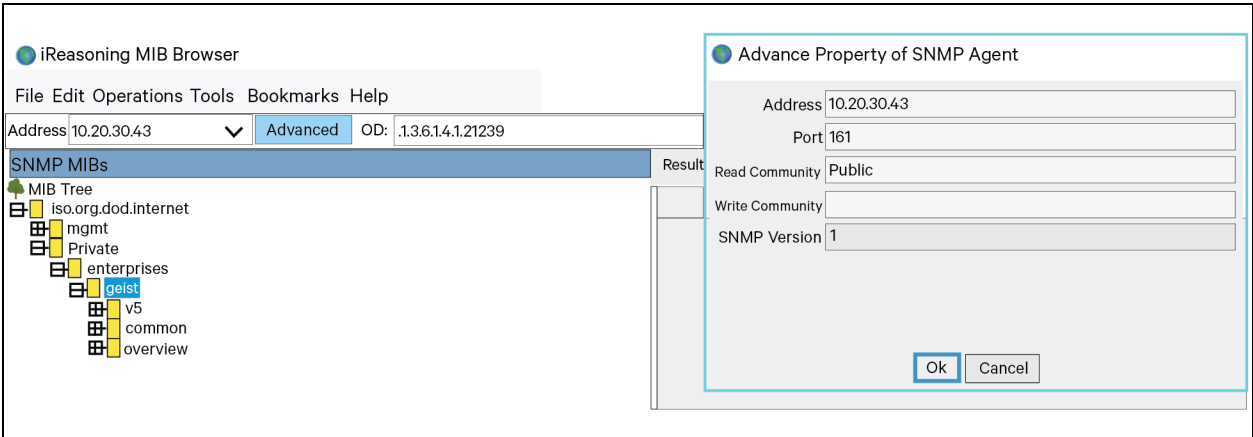 iReasoning MIB Browser
File Edit Operations Tools Bookmarks Help
Address 10.20.30.43 Advanced OD: .1.3.6.1.4.1.21239
SNMP MIBs
MIB Tree
iso.org.dod.internet
mgmt
Private
enterprises
geist
v5
common
overview
Result
Advance Property of SNMP Agent
Address 10.20.30.43
Port 161
Read Community Public
Write Community
SNMP Version 1
Ok Cancel